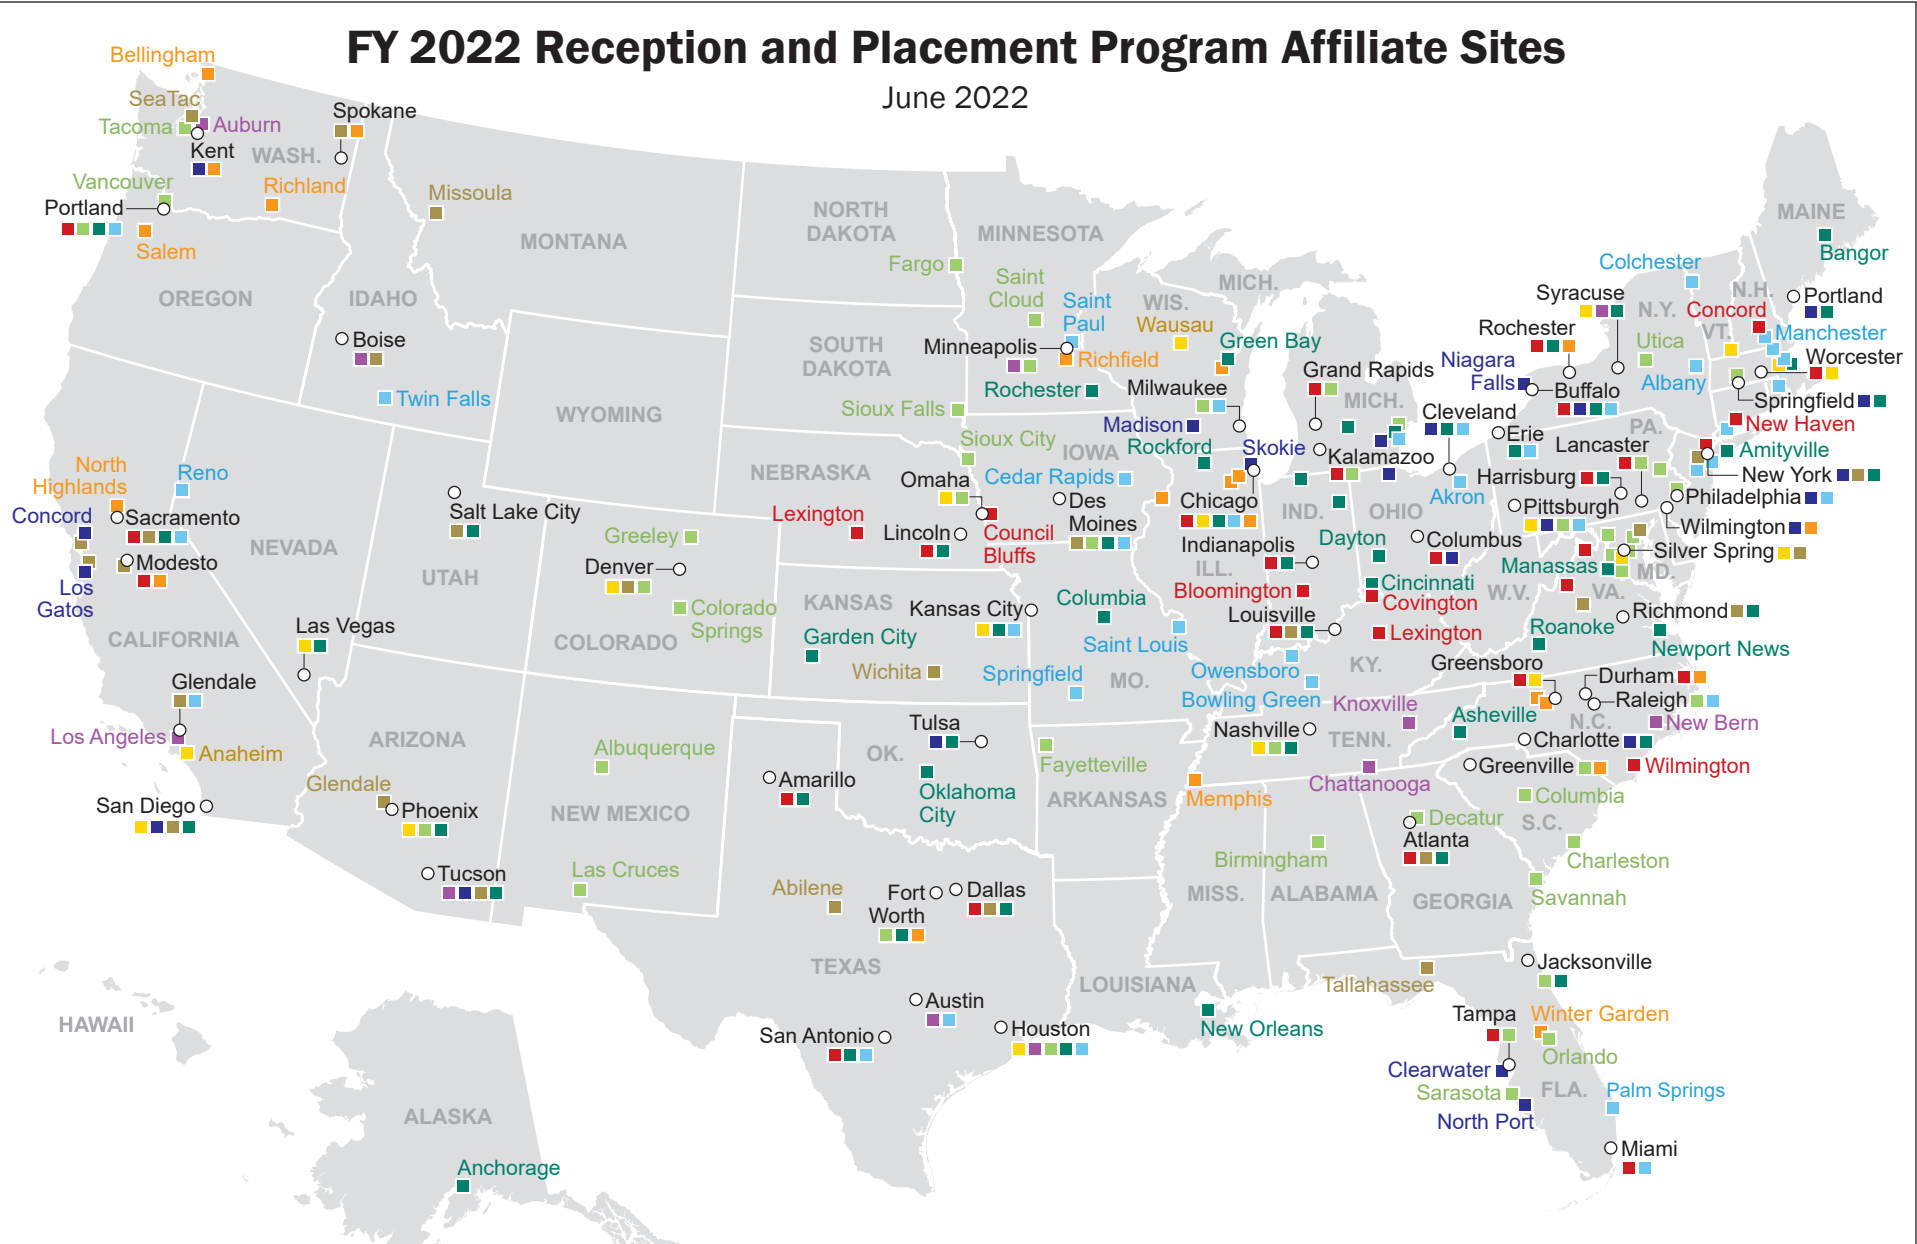 FY 2022 Reception and Placement Program Affiliate Sites
June 2022
Bellingham
SeaTac
Tacoma
Auburn
Kent
WASH.
Spokane
Richland
Vancouver
Portland
Salem
Missoula
MONTANA
OREGON
IDAHO
Boise
Twin Falls
WYOMING
NORTH
DAKOTA
Fargo
SOUTH
DAKOTA
Sioux Falls
MINNESOTA
Saint
Cloud
Saint
Paul
Minneapolis
Richfield
Rochester
WIS.
Wausau
Green Bay
Milwaukee
Madison
MICH.
Grand Rapids
MICH.
Kalamazoo
Rockford
Skokie
Chicago
Sioux City
IOWA
Cedar Rapids
Des
Moines
NEBRASKA
Omaha
Lincoln
Council
Bluffs
Lexington
North
Highlands
Reno
Concord
Sacramento
Modesto
Los
Gatos
NEVADA
CALIFORNIA
Las Vegas
Glendale
Los Angeles
Anaheim
San Diego
Salt Lake City
UTAH
Greeley
Denver
Colorado
Springs
COLORADO
KANSAS
Kansas City
Garden City
Wichita
Columbia
Saint Louis
Springfield
MO.
ARIZONA
Glendale
Phoenix
Tucson
Albuquerque
NEW MEXICO
Las Cruces
Tulsa
OK.
Oklahoma
City
Amarillo
Fayetteville
ARKANSAS
Abilene
Fort
Worth
Dallas
TEXAS
Austin
San Antonio
Houston
LOUISIANA
New Orleans
MISS.
ALABAMA
Birmingham
GEORGIA
Decatur
Atlanta
Savannah
Memphis
TENN.
Nashville
Knoxville
Chattanooga
KY.
Louisville
Lexington
Owensboro
Bowling Green
ILL.
IND.
Indianapolis
Bloomington
OHIO
Dayton
Cincinnati
Covington
Columbus
Cleveland
Akron
Erie
PA.
Lancaster
Harrisburg
Pittsburgh
Philadelphia
Wilmington
Silver Spring
MD.
Manassas
W.V.
VA.
Richmond
Roanoke
Newport News
Greensboro
Durham
Raleigh
N.C.
New Bern
Asheville
Charlotte
Wilmington
Greenville
Columbia
S.C.
Charleston
MAINE
Bangor
Portland
Colchester
N.H.
Concord
VT.
Manchester
Worcester
Springfield
New Haven
Amityville
New York
N.Y.
Syracuse
Rochester
Utica
Albany
Niagara
Falls
Buffalo
Tallahassee
Jacksonville
Winter Garden
Orlando
Tampa
Clearwater
Sarasota
North Port
FLA.
Palm Springs
Miami
HAWAII
ALASKA
Anchorage